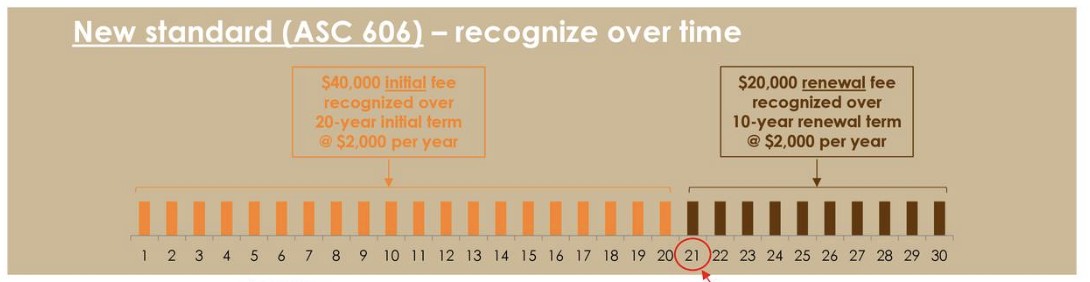 New standard (ASC 606) – recognize over time
$40,000 initial fee
recognized over
20-year initial term
@ $2,000 per year
$20,000 renewal fee
recognized over
10-year renewal term
@ $2,000 per year
1 2 3 4 5 6 7 8 9 10 11 12 13 14 15 16 17 18 19 20 21 22 23 24 25 26 27 28 29 30